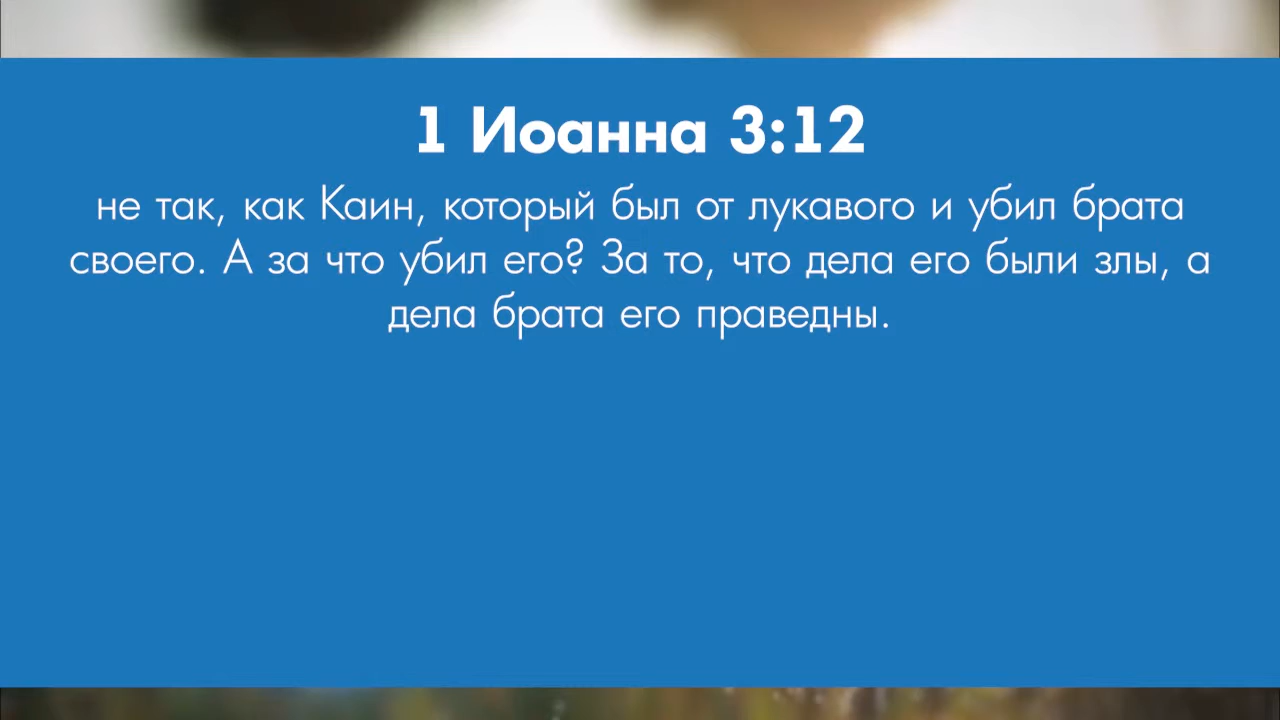 1 Иоанна 3:12
не так, как Каин, который был от лукавого и убил брата
своего. А за что убил его? За то, что дела его были злы, а
дела брата его праведны.